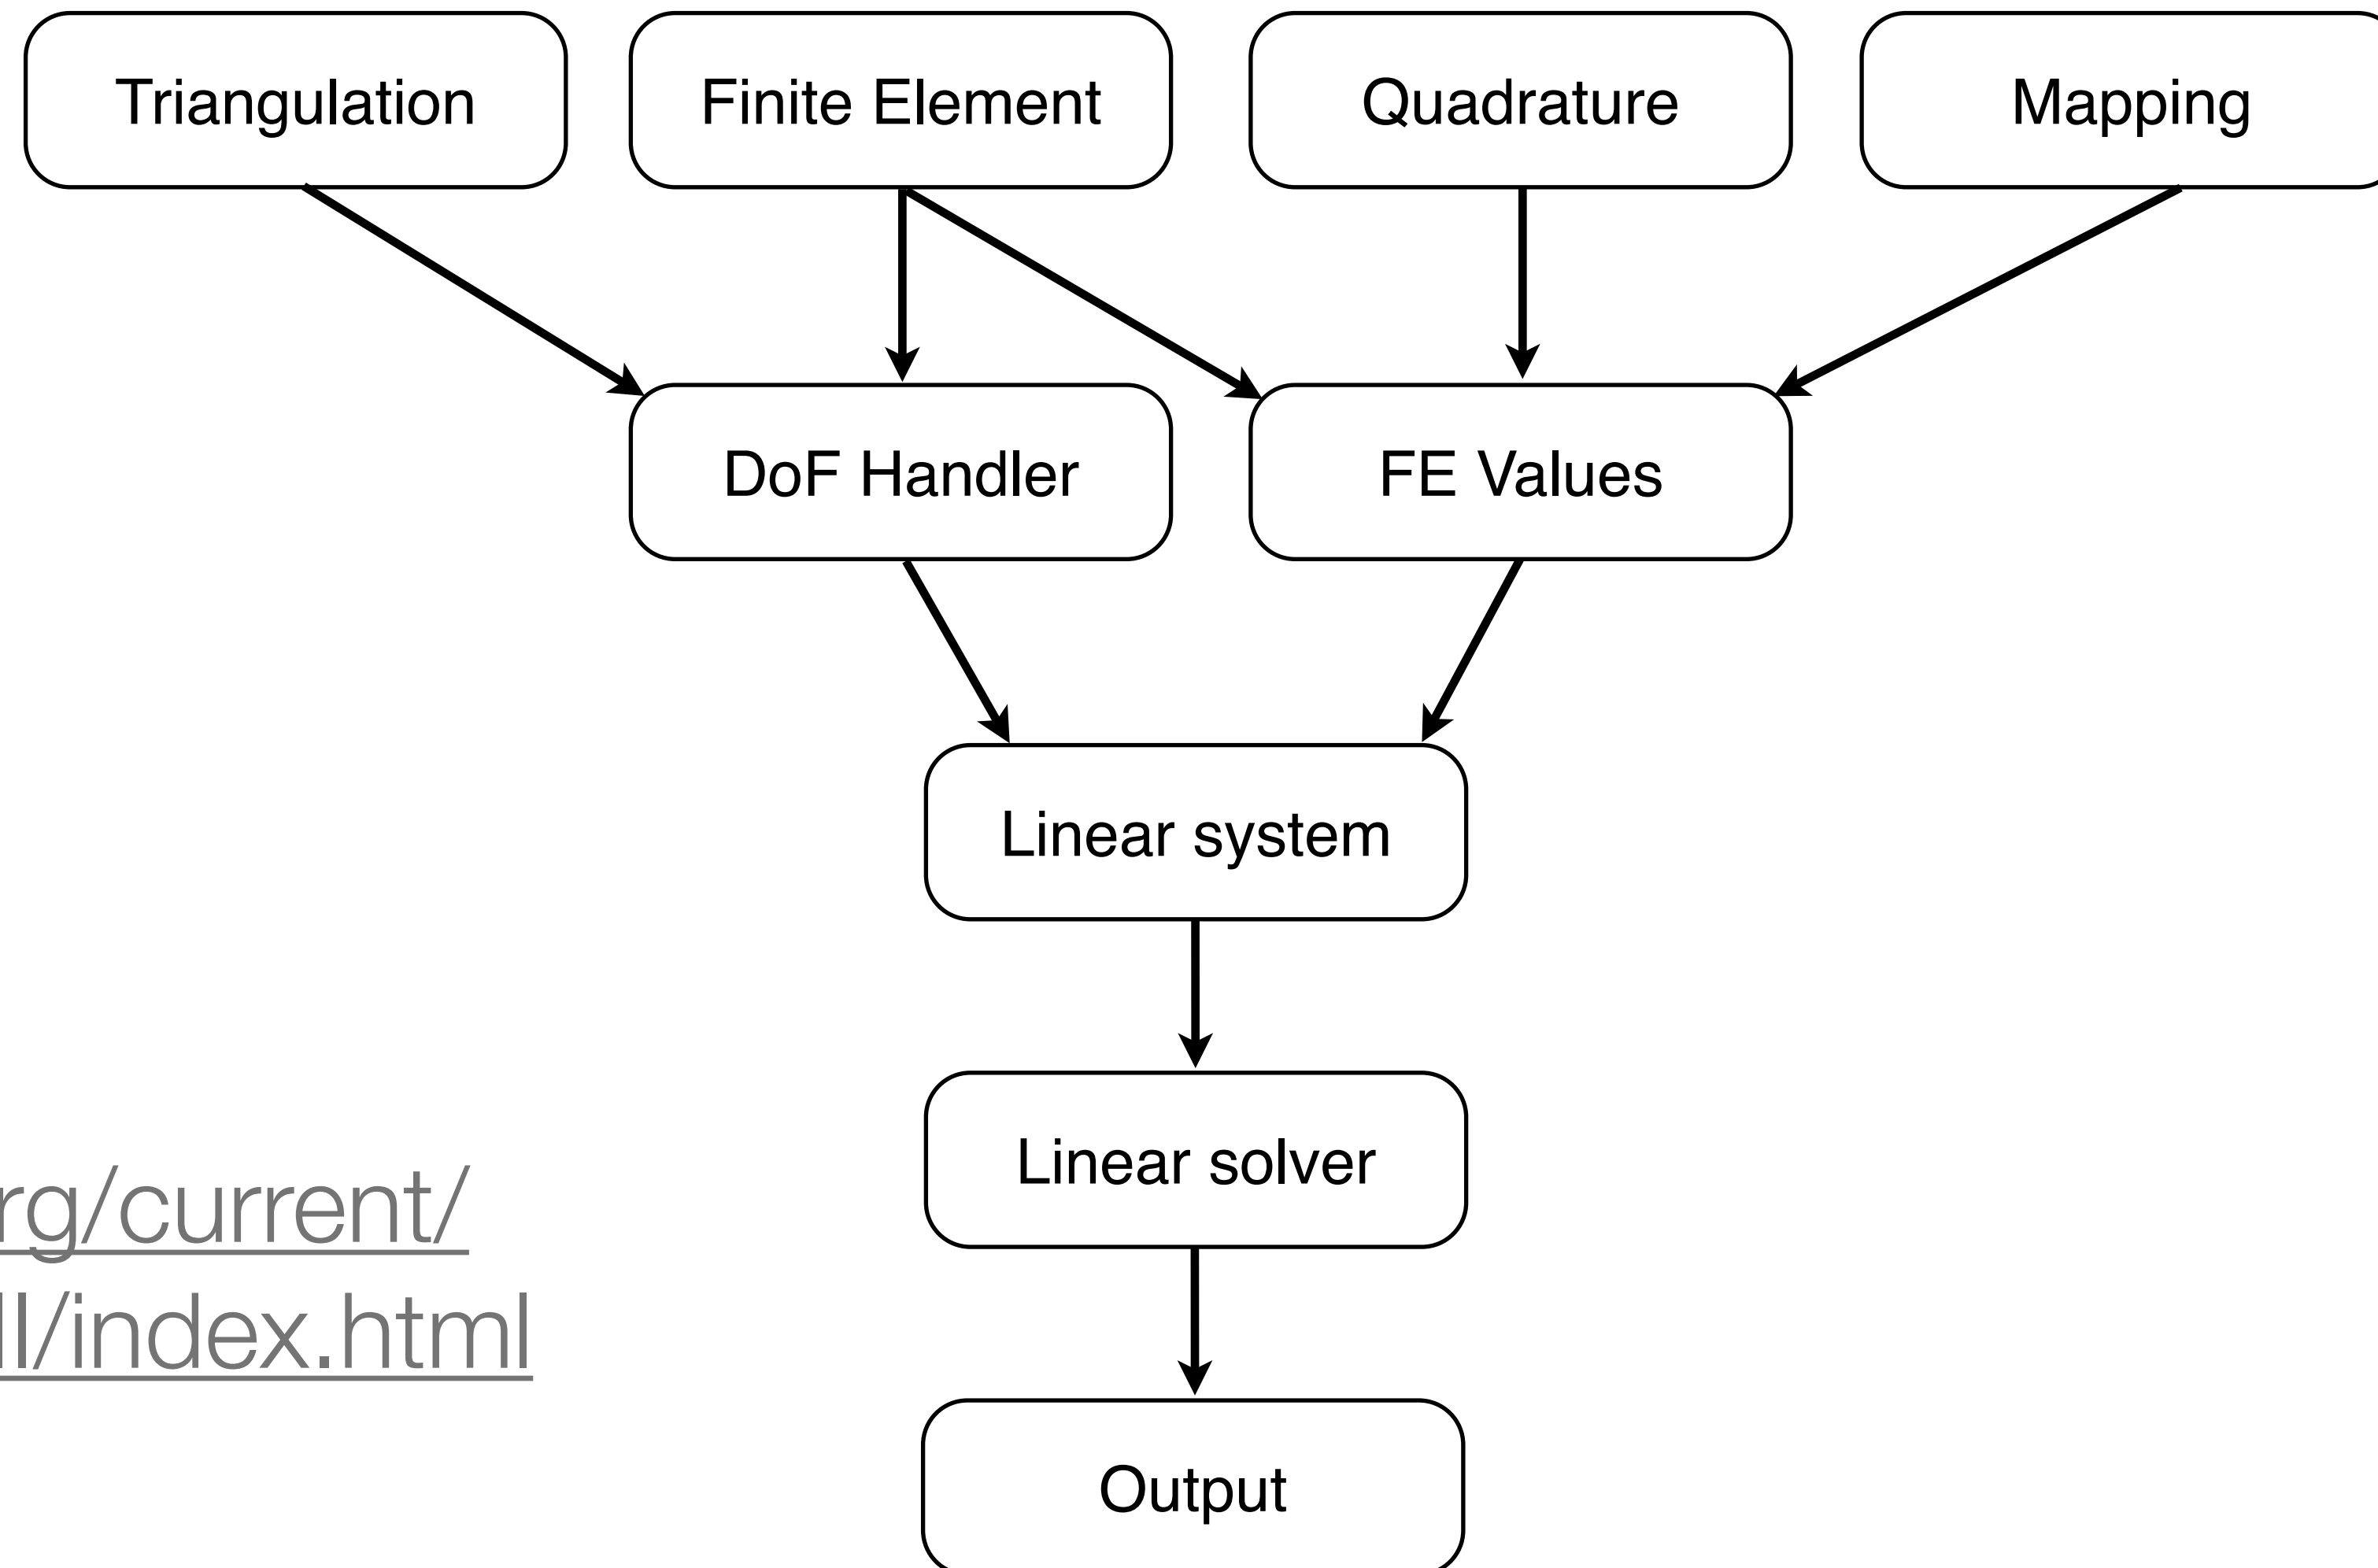 Triangulation
Finite Element
Quadrature
Mapping
DoF Handler
FE Values
Linear system
Linear solver
rg/current/
ll/index.html
Output